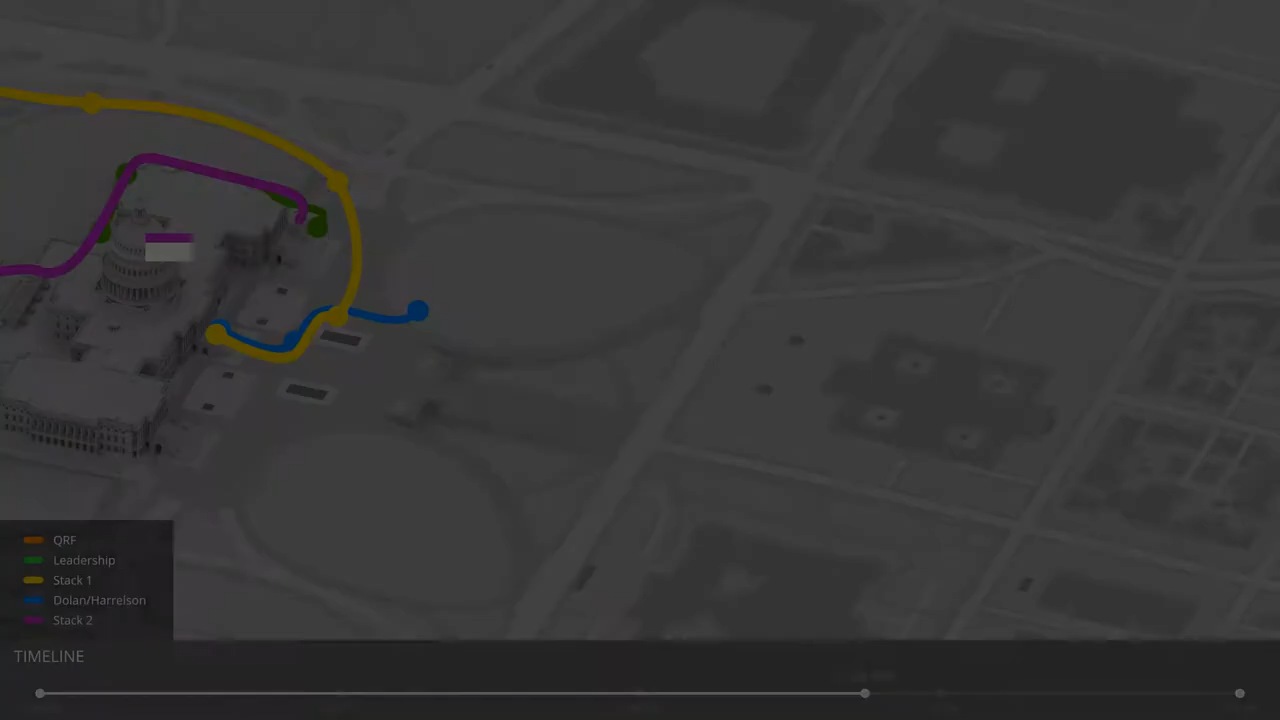 QRF
Leadership
Stack 1
Dolan/Harrelson
Stack 2
TIMELINE